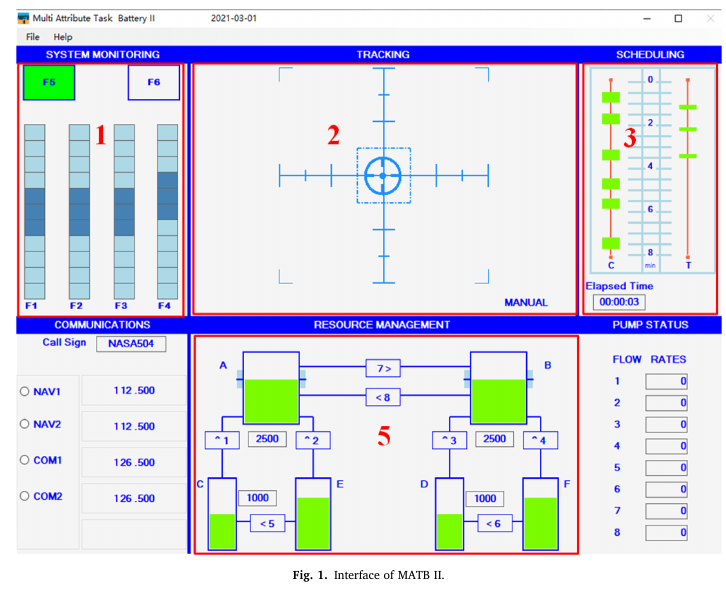 Multi Attribute Task Battery II 2021-03-01
File Help
SYSTEM MONITORING
F5 F6
1
F1 F2 F3 F4
TRACKING
2
MANUAL
SCHEDULING
0
2
3
4
6
8
C min T
Elapsed Time
00:00:03
COMMUNICATIONS
Call Sign NASA504
NAV1 112.500
NAV2 112.500
COM1 126.500
COM2 126.500
RESOURCE MANAGEMENT
A 7 > B
< 8
^ 1 2500 ^ 2 5 ^ 3 2500 ^ 4
C 1000 E D 1000 F
< 5 < 6
PUMP STATUS
FLOW RATES
1 0
2 0
3 0
4 0
5 0
6 0
7 0
8 0
Fig. 1. Interface of MATB II.